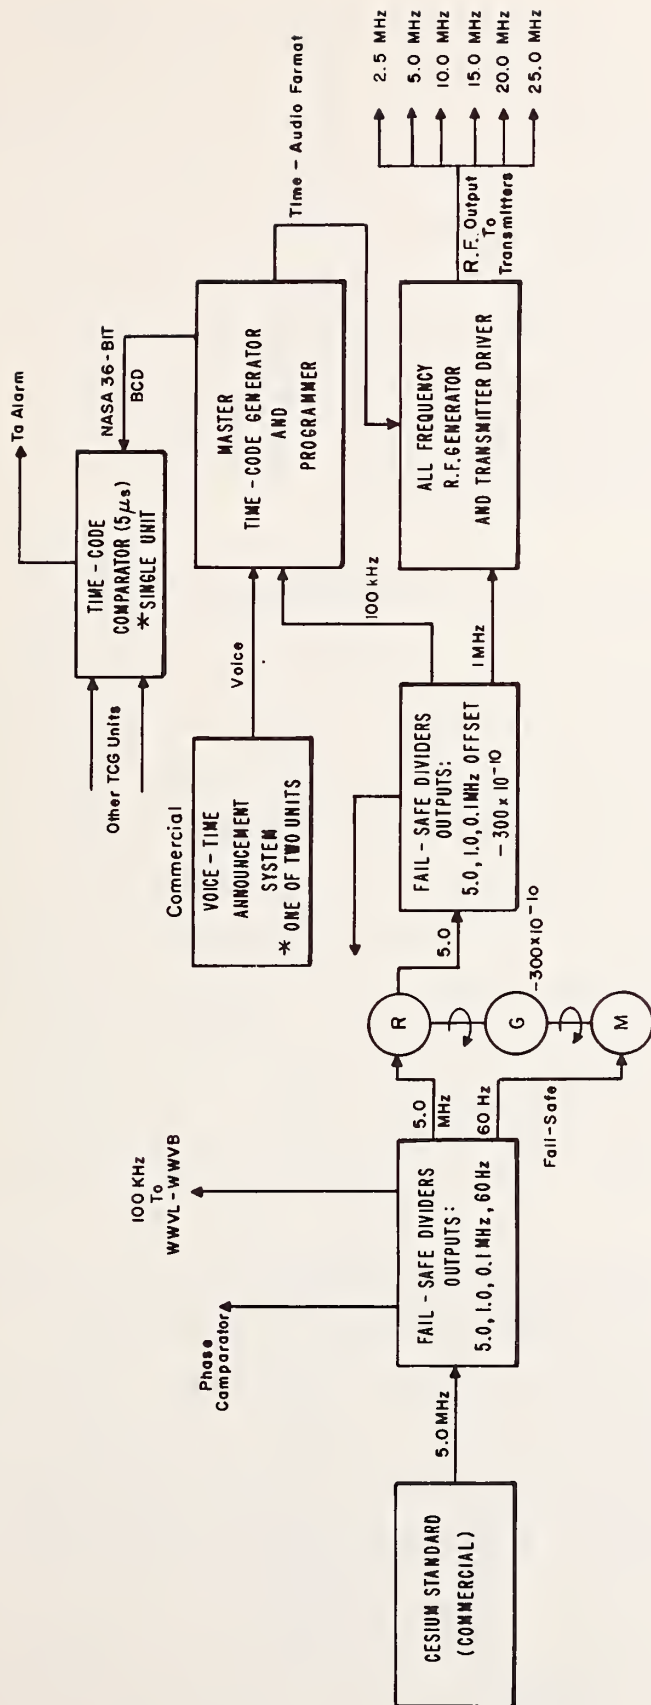 CESIUM STANDARD
(COMMERCIAL)
5.0 MHz
FAIL-SAFE DIVIDERS
OUTPUTS:
5.0, 1.0, 0.1 MHz, 60 Hz
Phase
Camparator
100 KHz
To
WWVL-WWVB
5.0
MHz
60 Hz
Fail-Safe
R
G
M
-300x10-10
5.0
FAIL-SAFE DIVIDERS
OUTPUTS:
5.0, 1.0, 0.1 MHz OFFSET
-300 x 10-10
Commercial
VOICE-TIME
ANNOUNCEMENT
SYSTEM
* ONE OF TWO UNITS
Voice
100 kHz
1 MHz
Other TCG Units
TIME-CODE
COMPARATOR (5μs)
* SINGLE UNIT
To Alarm
NASA 36-BIT
BCD
MASTER
TIME-CODE GENERATOR
AND
PROGRAMMER
Time - Audio Farmat
ALL FREQUENCY
R.F. GENERATOR
AND TRANSMITTER DRIVER
R.F. Output
To
Transmitters
2.5 MHz
5.0 MHz
10.0 MHz
15.0 MHz
20.0 MHz
25.0 MHz